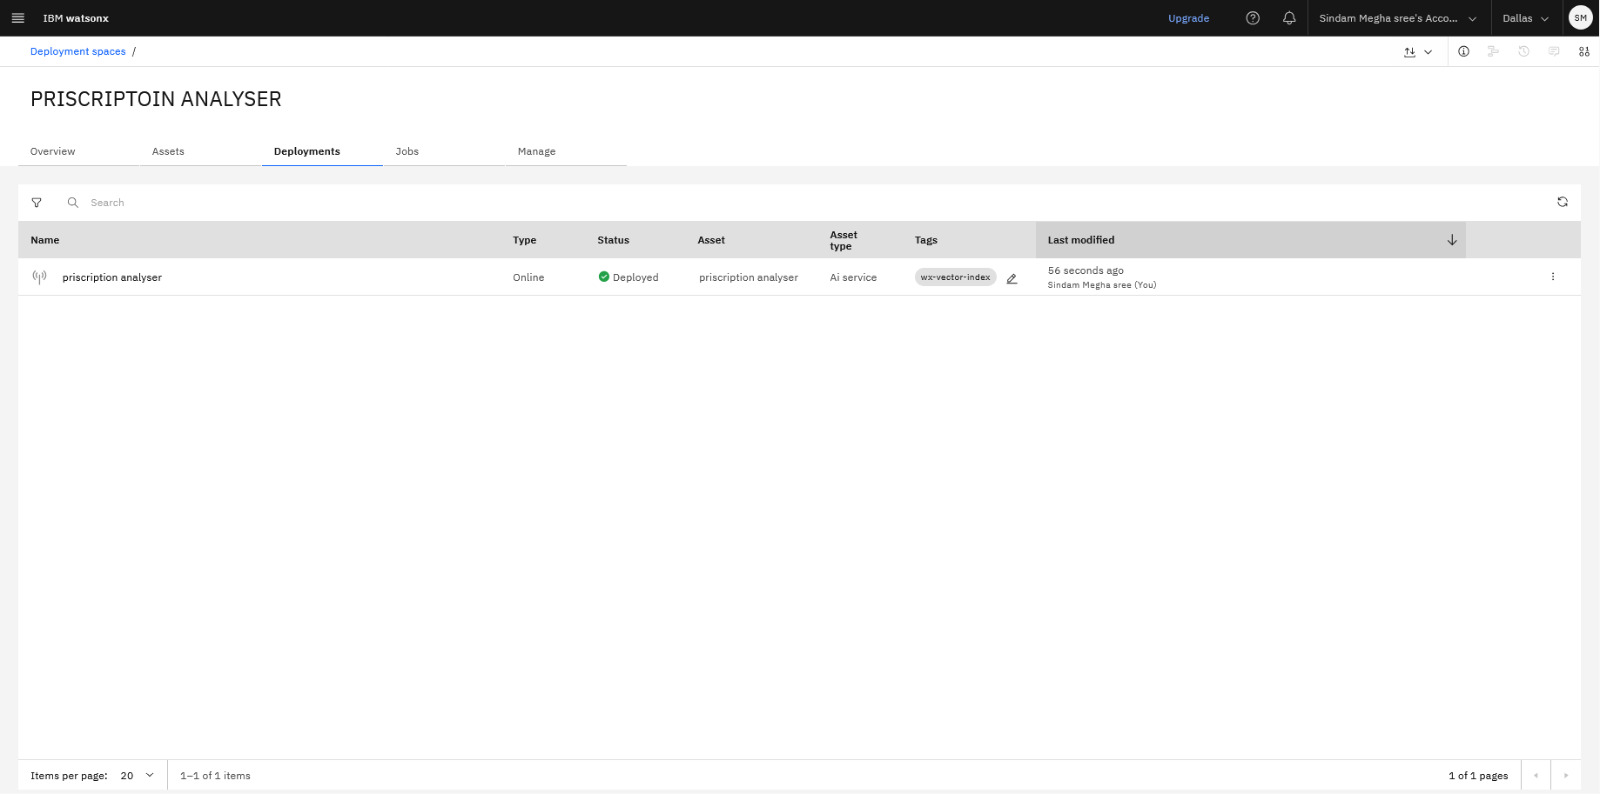 IBM watsonx
Upgrade
Sindam Megha sree's Acco...
Dallas
SM
Deployment spaces /
PRISCRIPTOIN ANALYSER
Overview
Assets
Deployments
Jobs
Manage
Search
Name
Type
Status
Asset
Asset
type
Tags
Last modified
priscription analyser
Online
Deployed
priscription analyser
Ai service
wx-vector-index
56 seconds ago
Sindam Megha sree (You)
Items per page: 20
1–1 of 1 items
1 of 1 pages